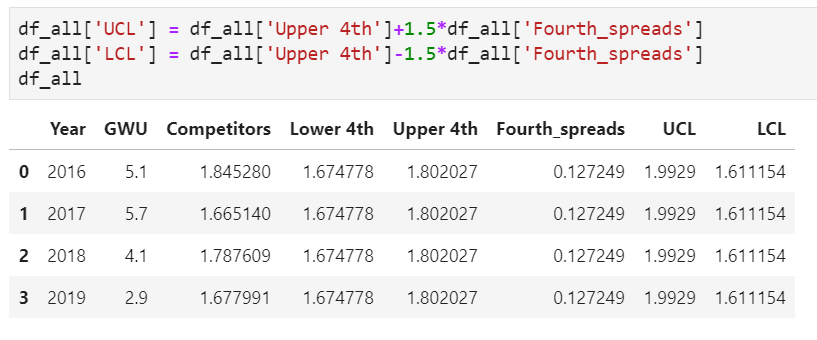 df_all['UCL'] = df_all['Upper 4th']+1.5*df_all['Fourth_spreads']
df_all['LCL'] = df_all['Upper 4th']-1.5*df_all['Fourth_spreads']
df_all
Year GWU Competitors Lower 4th Upper 4th Fourth_spreads UCL LCL
0 2016 5.1 1.845280 1.674778 1.802027 0.127249 1.9929 1.611154
1 2017 5.7 1.665140 1.674778 1.802027 0.127249 1.9929 1.611154
2 2018 4.1 1.787609 1.674778 1.802027 0.127249 1.9929 1.611154
3 2019 2.9 1.677991 1.674778 1.802027 0.127249 1.9929 1.611154